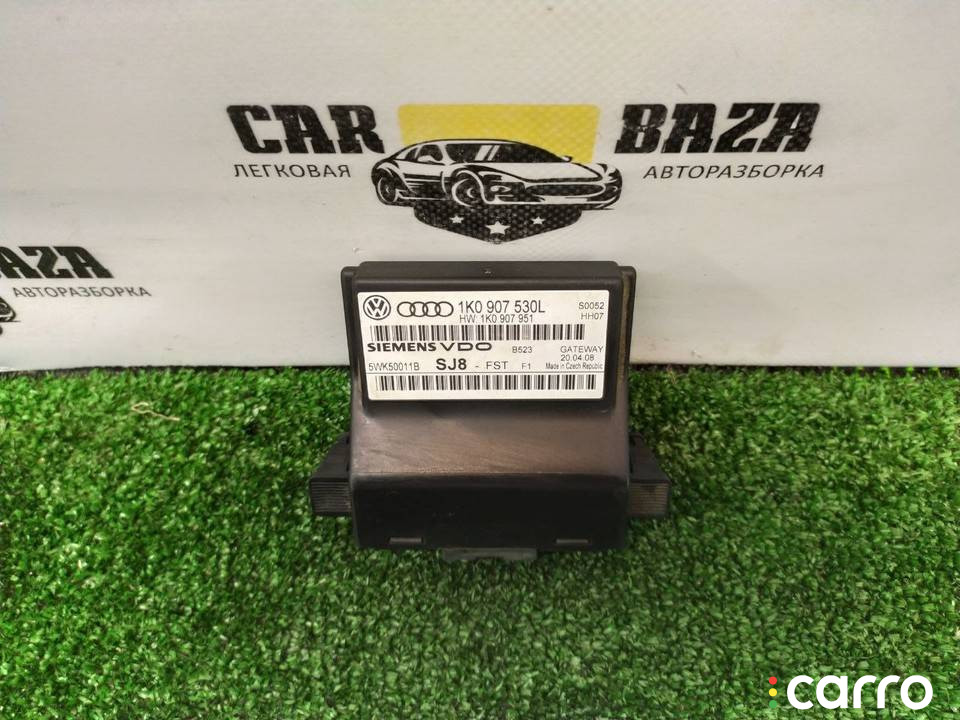 CAR BAZA
ЛЕГКОВАЯ АВТОРАЗБОРКА
BAZA
АВТОРАЗБОРКА
1K0 907 530L S0052
HW: 1K0 907 951 HH07
SIEMENS VDO B523 GATEWAY
20.04.08
5WK50011B SJ8 - FST F1 Made in Czech Republic
carro